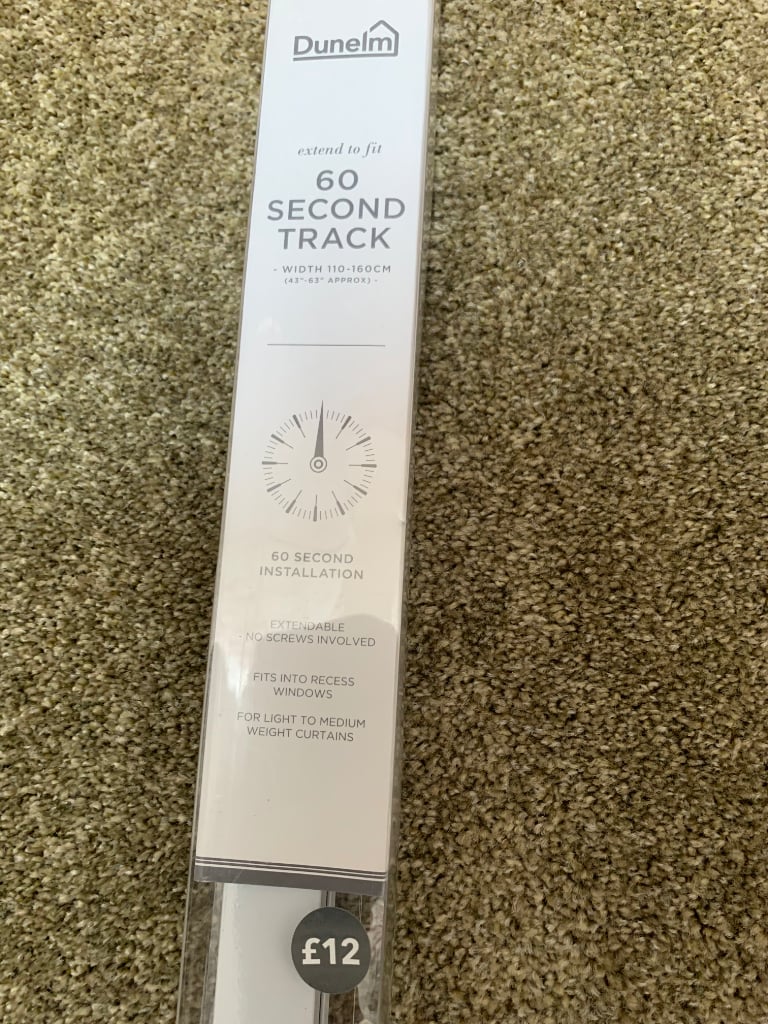 Dunelm
extend to fit
60
SECOND
TRACK
- WIDTH 110-160CM
(43"-63" APPROX) -
60 SECOND
INSTALLATION
EXTENDABLE
- NO SCREWS INVOLVED
FITS INTO RECESS
WINDOWS
FOR LIGHT TO MEDIUM
WEIGHT CURTAINS
£12